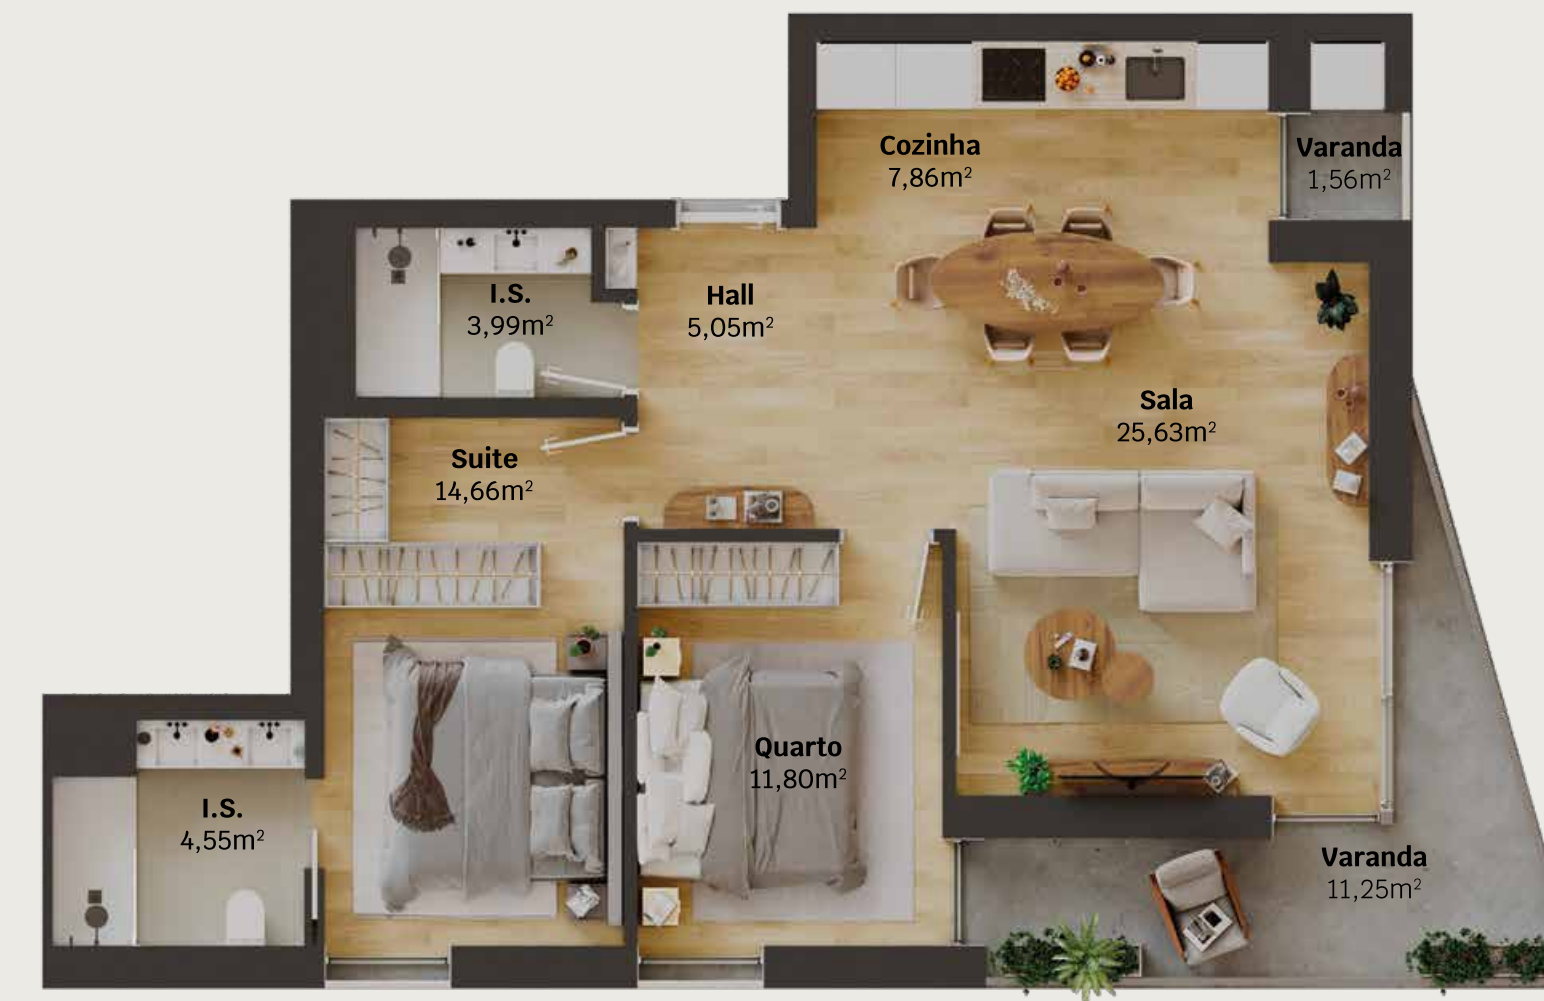 Cozinha
7,86m²
Varanda
1,56m²
I.S.
3,99m²
Hall
5,05m²
Sala
25,63m²
Suite
14,66m²
Quarto
11,80m²
I.S.
4,55m²
Varanda
11,25m²